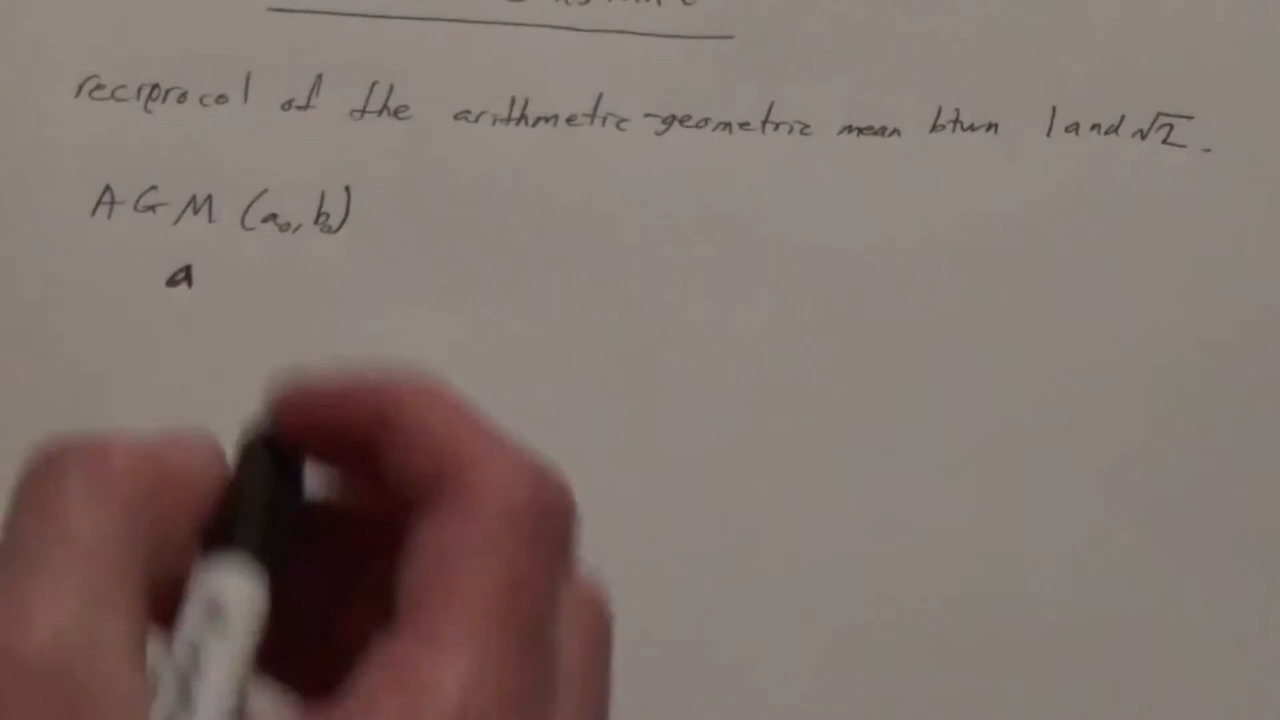 reciprocal of the arithmetic-geometric mean btwn 1 and √2.
AGM (a₀, b₀)
a